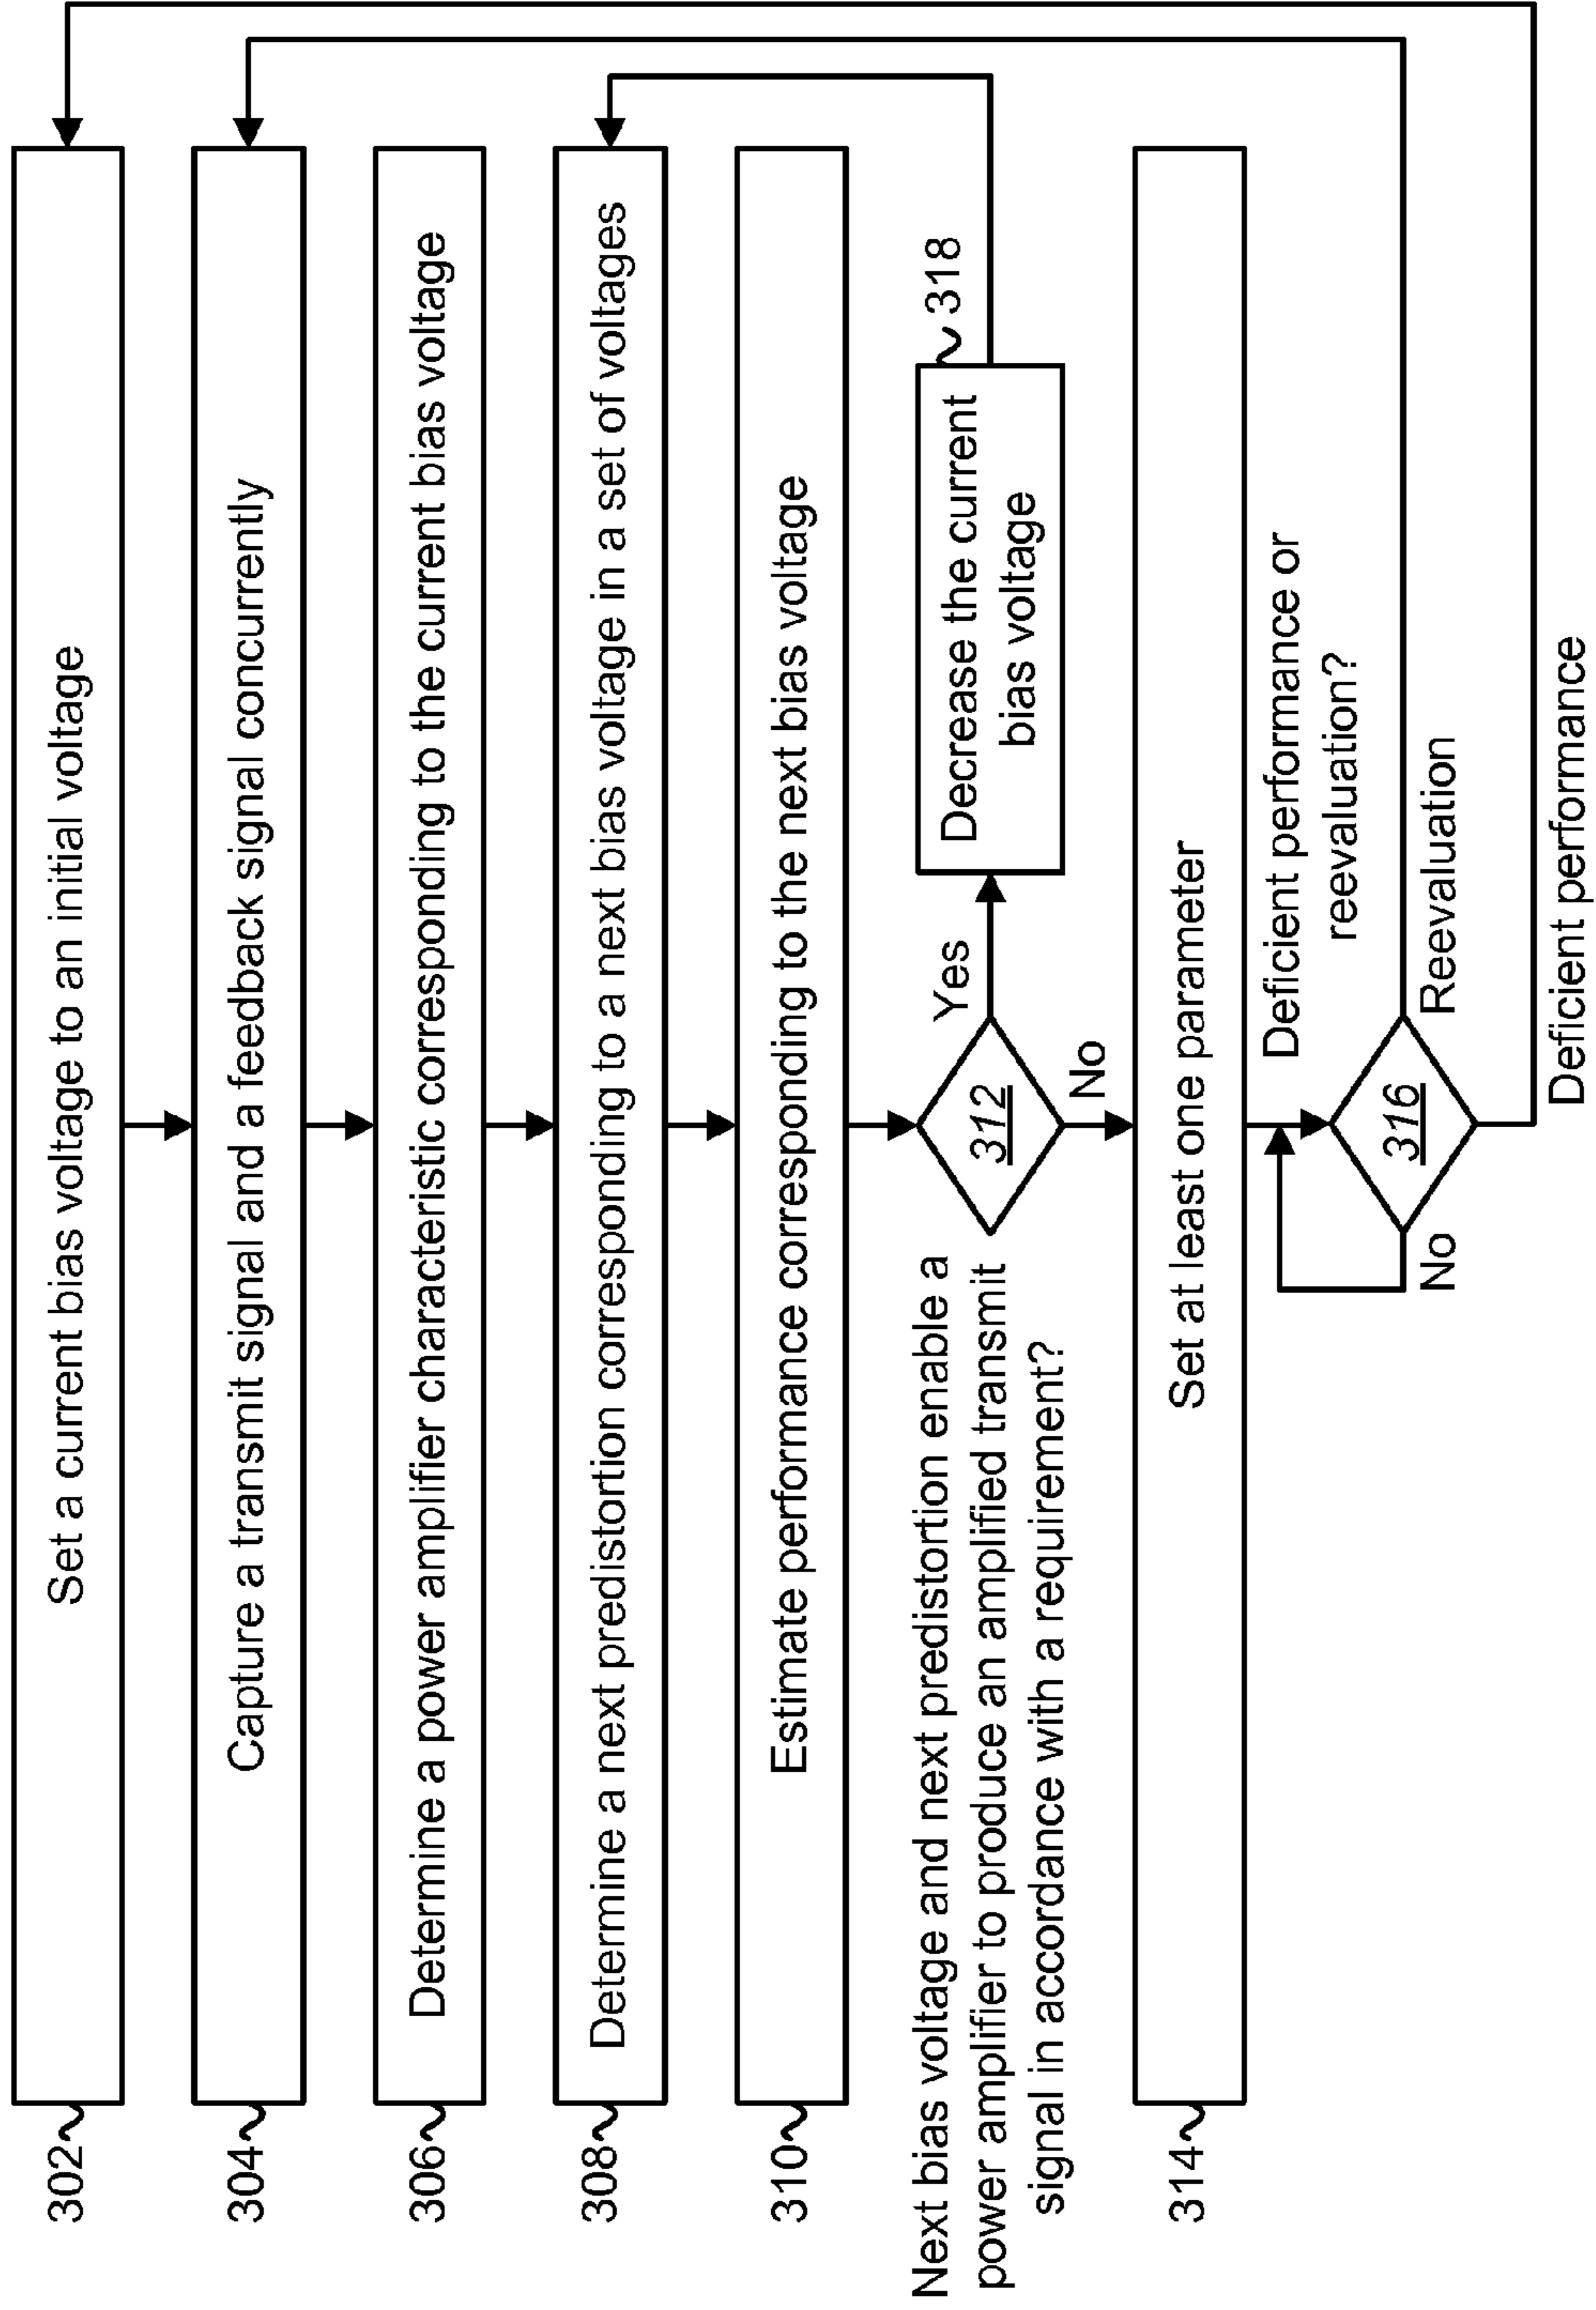 302
Set a current bias voltage to an initial voltage
304
Capture a transmit signal and a feedback signal concurrently
306
Determine a power amplifier characteristic corresponding to the current bias voltage
308
Determine a next predistortion corresponding to a next bias voltage in a set of voltages
310
Estimate performance corresponding to the next bias voltage
Next bias voltage and next predistortion enable a
power amplifier to produce an amplified transmit
signal in accordance with a requirement?
312
Yes
No
Decrease the current
bias voltage
318
314
Set at least one parameter
Deficient performance or
reevaluation?
316
No
Reevaluation
Deficient performance